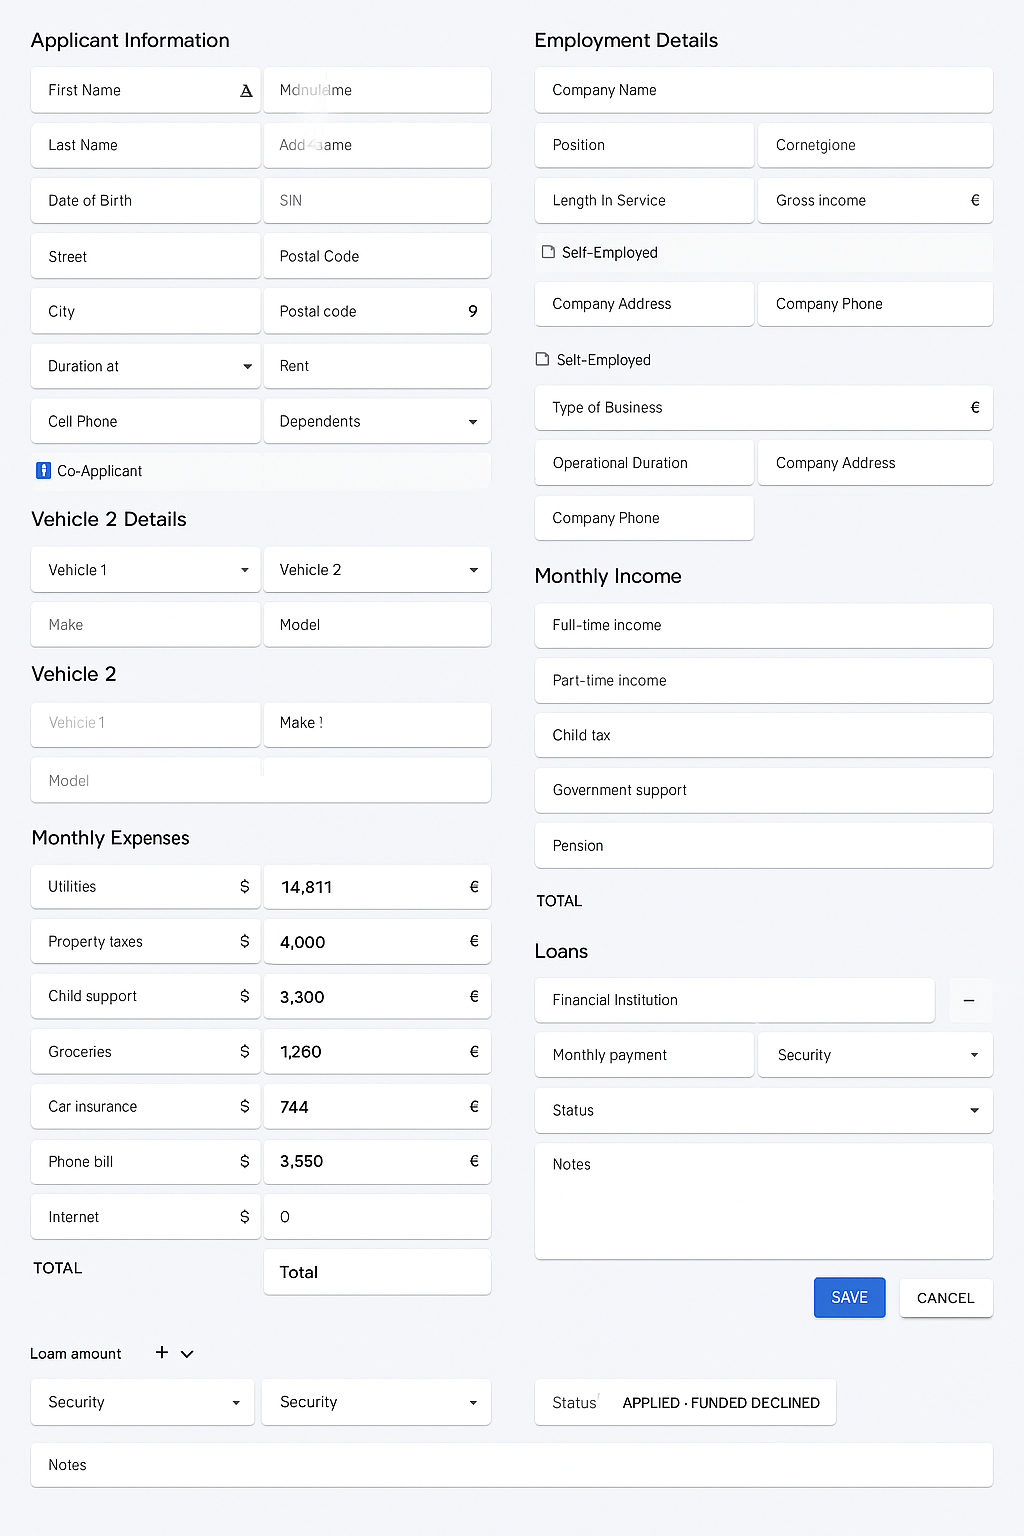 Applicant Information
First Name A
Last Name
Add ame
Date of Birth SIN
Street Postal Code
City Postal code 9
Duration at Rent
Cell Phone Dependents
Co-Applicant
Vehicle 2 Details
Vehicle 1 Vehicle 2
Make Model
Vehicle 2
Vehicie 1 Make !
Model
Monthly Expenses
Utilities $ 14,811 €
Property taxes $ 4,000 €
Child support $ 3,300 €
Groceries $ 1,260 €
Car insurance $ 744 €
Phone bill $ 3,550 €
Internet $ 0
TOTAL Total
Loam amount + 
Security Security
Employment Details
Company Name
Position Cornetgione
Length In Service Gross income €
Self-Employed
Company Address Company Phone
Selt-Employed
Type of Business €
Operational Duration Company Address
Company Phone
Monthly Income
Full-time income
Part-time income
Child tax
Government support
Pension
TOTAL
Loans
Financial Institution −
Monthly payment Security
Status
Notes
SAVE CANCEL
Status APPLIED · FUNDED DECLINED
Notes